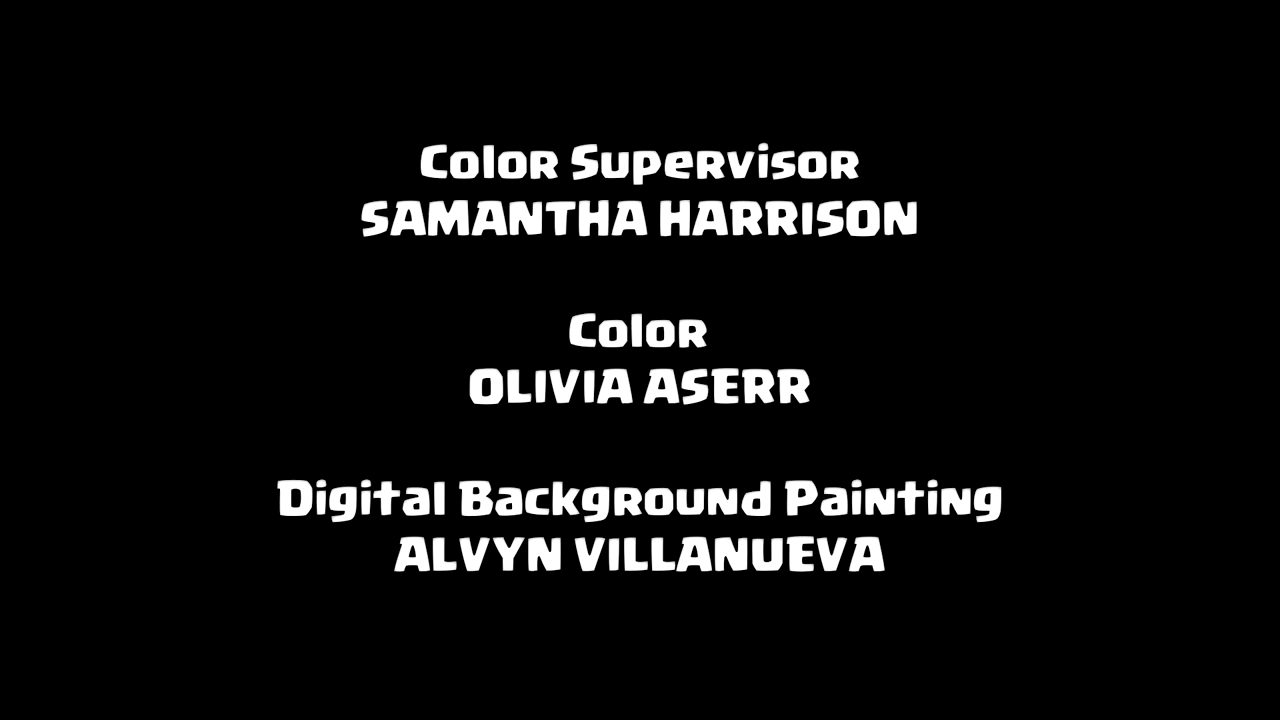 Color Supervisor
SAMANTHA HARRISON
Color
OLIVIA ASERR
Digital Background Painting
ALVYN VILLANUEVA